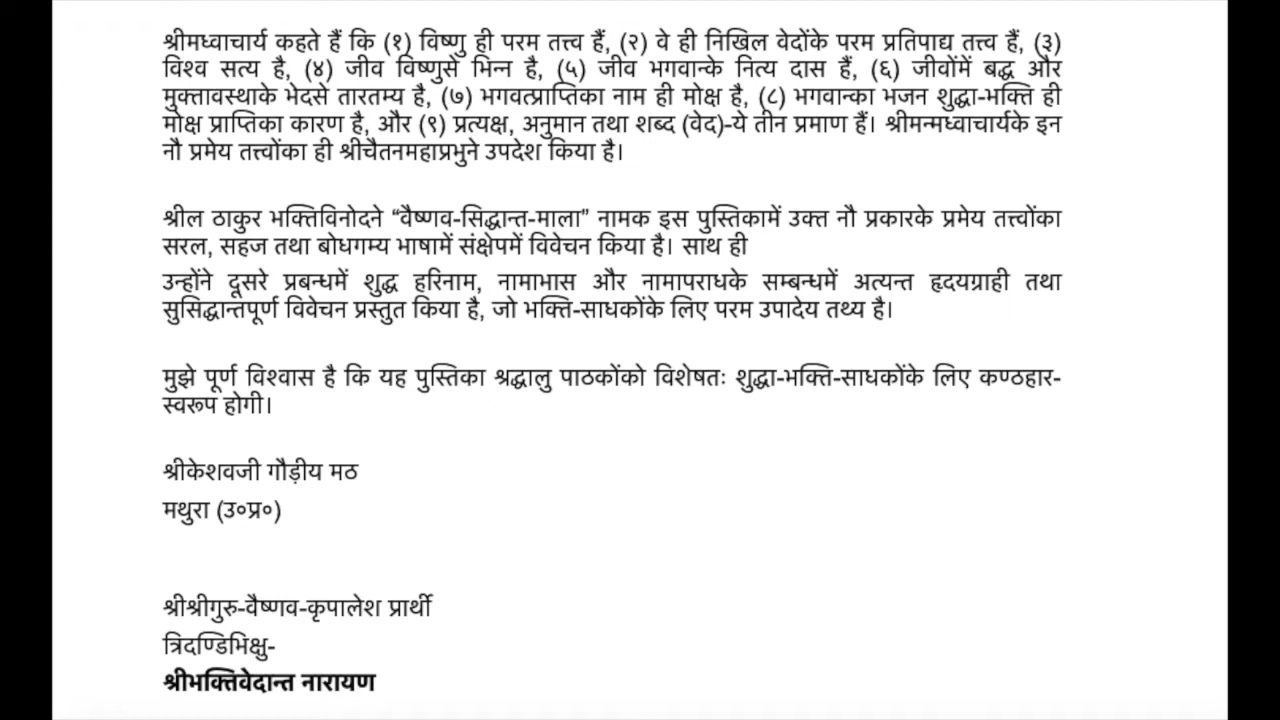 श्रीमध्वाचार्य कहते हैं कि (१) विष्णु ही परम तत्त्व हैं, (२) वे ही निखिल वेदोंके परम प्रतिपाद्य तत्त्व हैं, (३)
विश्व सत्य है, (४) जीव विष्णुसे भिन्न है, (५) जीव भगवान्के नित्य दास हैं, (६) जीवोंमें बद्ध और
मुक्तावस्थाके भेदसे तारतम्य है, (७) भगवत्प्राप्तिका नाम ही मोक्ष है, (८) भगवान्का भजन शुद्धा-भक्ति ही
मोक्ष प्राप्तिका कारण है, और (९) प्रत्यक्ष, अनुमान तथा शब्द (वेद)-ये तीन प्रमाण हैं। श्रीमन्मध्वाचार्यके इन
नौ प्रमेय तत्त्वोंका ही श्रीचैतनमहाप्रभुने उपदेश किया है।
श्रील ठाकुर भक्तिविनोदने “वैष्णव-सिद्धान्त-माला” नामक इस पुस्तिकामें उक्त नौ प्रकारके प्रमेय तत्त्वोंका
सरल, सहज तथा बोधगम्य भाषामें संक्षेपमें विवेचन किया है। साथ ही
उन्होंने दूसरे प्रबन्धमें शुद्ध हरिनाम, नामाभास और नामापराधके सम्बन्धमें अत्यन्त हृदयग्राही तथा
सुसिद्धान्तपूर्ण विवेचन प्रस्तुत किया है, जो भक्ति-साधकोंके लिए परम उपादेय तथ्य है।
मुझे पूर्ण विश्वास है कि यह पुस्तिका श्रद्धालु पाठकोंको विशेषतः शुद्धा-भक्ति-साधकोंके लिए कण्ठहार-
स्वरूप होगी।
श्रीकेशवजी गौड़ीय मठ
मथुरा (उ०प्र०)
श्रीश्रीगुरु-वैष्णव-कृपालेश प्रार्थी
त्रिदण्डिभिक्षु-
श्रीभक्तिवेदान्त नारायण